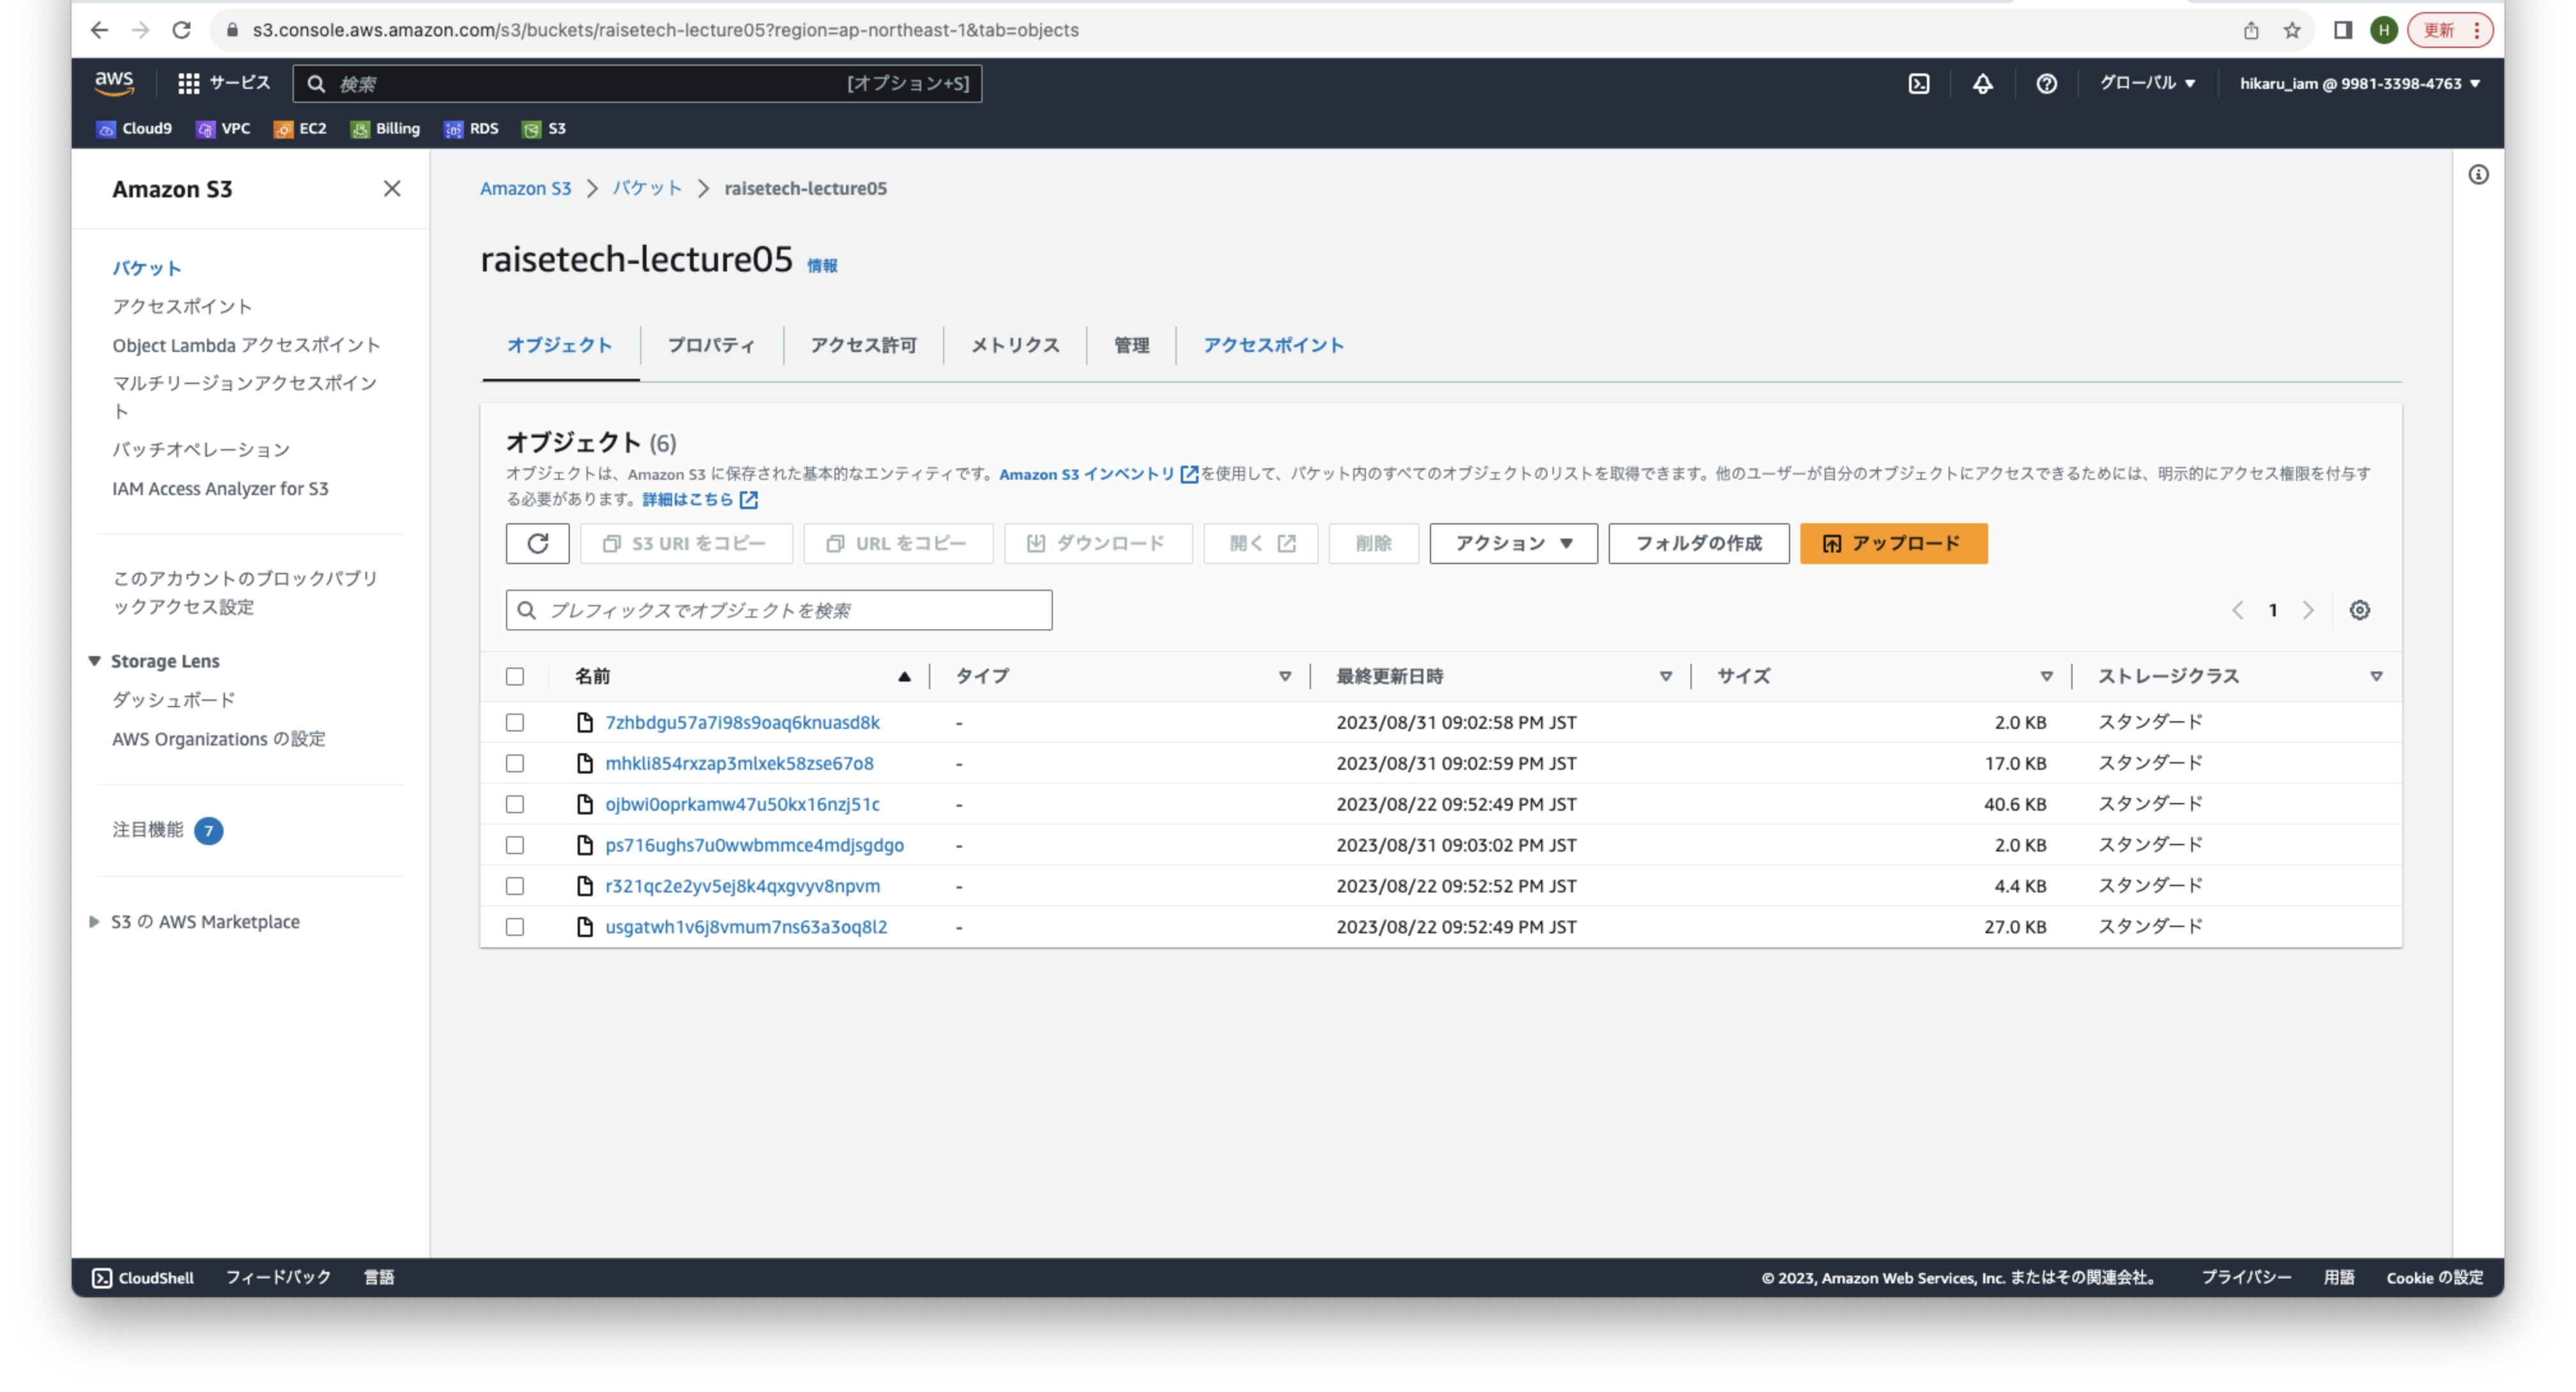 s3.console.aws.amazon.com/s3/buckets/raisetech-lecture05?region=ap-northeast-1&tab=objects
H
更新
aws
サービス
検索
[オプション+S]
グローバル
hikaru_iam @ 9981-3398-4763
Cloud9
VPC
EC2
Billing
RDS
S3
Amazon S3
バケット
アクセスポイント
Object Lambda アクセスポイント
マルチリージョンアクセスポイン
ト
バッチオペレーション
IAM Access Analyzer for S3
このアカウントのブロックパブリ
ックアクセス設定
Storage Lens
ダッシュボード
AWS Organizations の設定
注目機能 7
S3 の AWS Marketplace
Amazon S3 > バケット > raisetech-lecture05
raisetech-lecture05 情報
オブジェクト
プロパティ
アクセス許可
メトリクス
管理
アクセスポイント
オブジェクト (6)
オブジェクトは、Amazon S3 に保存された基本的なエンティティです。Amazon S3 インベントリ を使用して、バケット内のすべてのオブジェクトのリストを取得できます。他のユーザーが自分のオブジェクトにアクセスできるためには、明示的にアクセス権限を付与す
る必要があります。詳細はこちら
S3 URI をコピー
URL をコピー
ダウンロード
開く
削除
アクション
フォルダの作成
アップロード
プレフィックスでオブジェクトを検索
1
名前 タイプ 最終更新日時 サイズ ストレージクラス
7zhbdgu57a7i98s9oaq6knuasd8k - 2023/08/31 09:02:58 PM JST 2.0 KB スタンダード
mhkli854rxzap3mlxek58zse67o8 - 2023/08/31 09:02:59 PM JST 17.0 KB スタンダード
ojbwi0oprkamw47u50kx16nzj51c - 2023/08/22 09:52:49 PM JST 40.6 KB スタンダード
ps716ughs7u0wwbmmce4mdjsgdgo - 2023/08/31 09:03:02 PM JST 2.0 KB スタンダード
r321qc2e2yv5ej8k4qxgvyv8npvm - 2023/08/22 09:52:52 PM JST 4.4 KB スタンダード
usgatwh1v6j8vmum7ns63a3oq8l2 - 2023/08/22 09:52:49 PM JST 27.0 KB スタンダード
CloudShell
フィードバック
言語
© 2023, Amazon Web Services, Inc. またはその関連会社。
プライバシー
用語
Cookie の設定